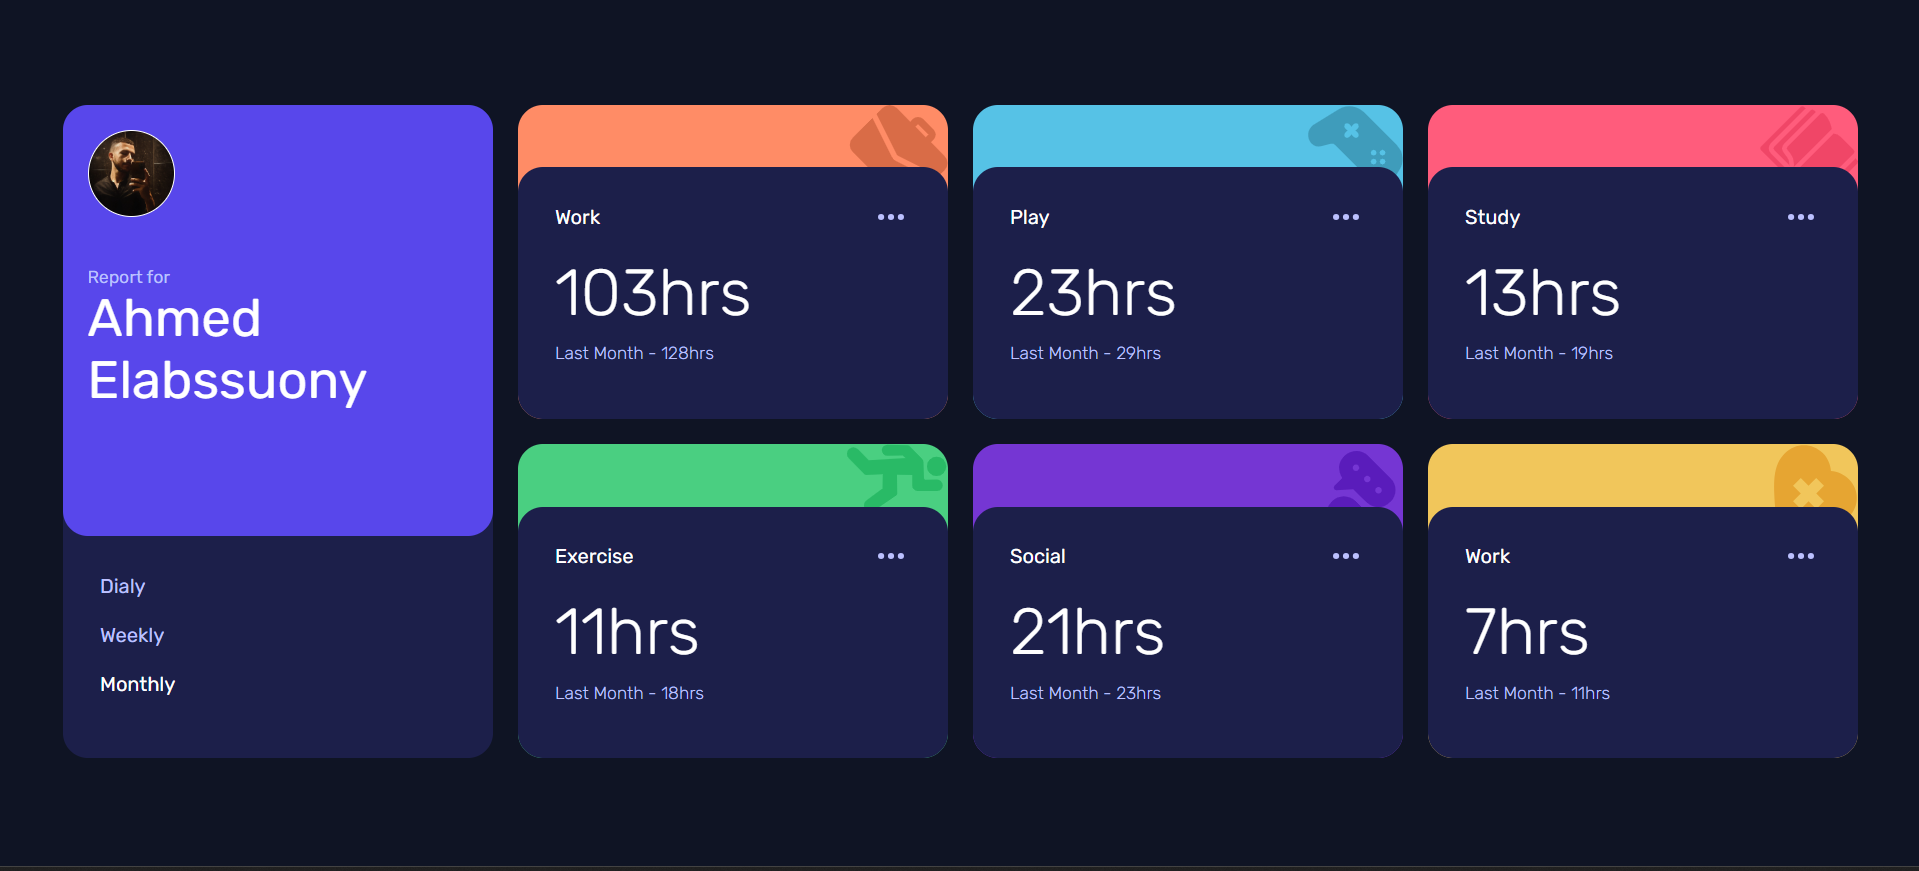 Report for
Ahmed
Elabssuony
Dialy
Weekly
Monthly
Work
103hrs
Last Month - 128hrs
Play
23hrs
Last Month - 29hrs
Study
13hrs
Last Month - 19hrs
Exercise
11hrs
Last Month - 18hrs
Social
21hrs
Last Month - 23hrs
Work
7hrs
Last Month - 11hrs